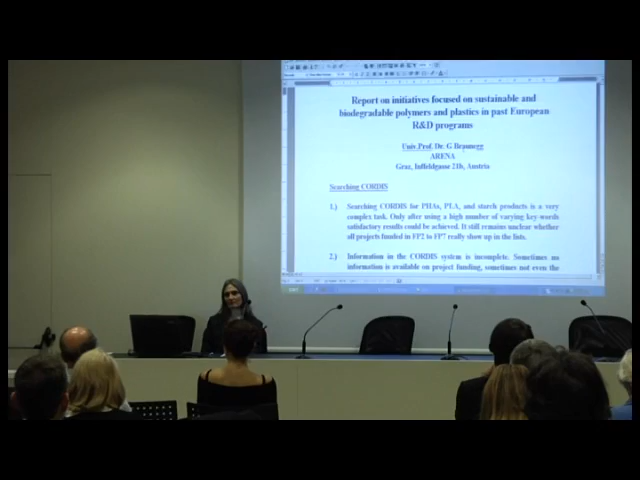 Report on initiatives focused on sustainable and
biodegradable polymers and plastics in past European
R&D programs
Univ.Prof. Dr. G Braunegg
ARENA
Graz, Inffeldgasse 21b, Austria
Searching CORDIS
1.) Searching CORDIS for PHAs, PLA, and starch products is a very
complex task. Only after using a high number of varying key-words
satisfactory results could be achieved. It still remains unclear whether
all projects funded in FP2 to FP7 really show up in the lists.
2.) Information in the CORDIS system is incomplete. Sometimes no
information is available on project funding, sometimes not even the